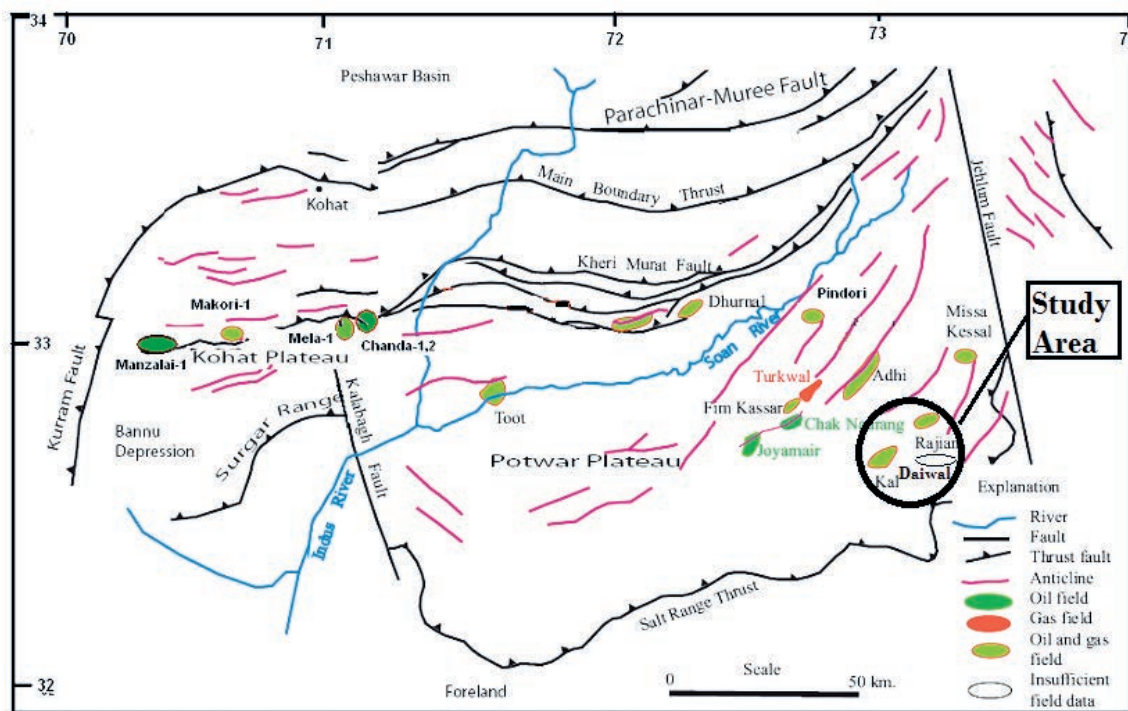 34
70
71
72
73
Peshawar Basin
Parachinar-Muree Fault
Main Boundary Thrust
Kohat
Jehlum Fault
Kheri Murat Fault
Makori-1
Dhurnal
Pindori
Missa
Kessal
Study
Area
33
Mela-1
Chanda-1,2
Manzalai-1
Kohat Plateau
Soan River
Kurram Fault
Turkwal
Adhi
Fim Kassar
Toot
Surgar Range
Kalabagh
Fault
Bannu
Depression
Chak Naurang
Rajian
Joyamair
Potwar Plateau
Kal
Daiwal
Indus River
Explanation
River
Fault
Thrust fault
Anticline
Oil field
Gas field
Oil and gas
field
Insufficient
field data
Salt Range Thrust
Scale
0
50 km.
32
Foreland